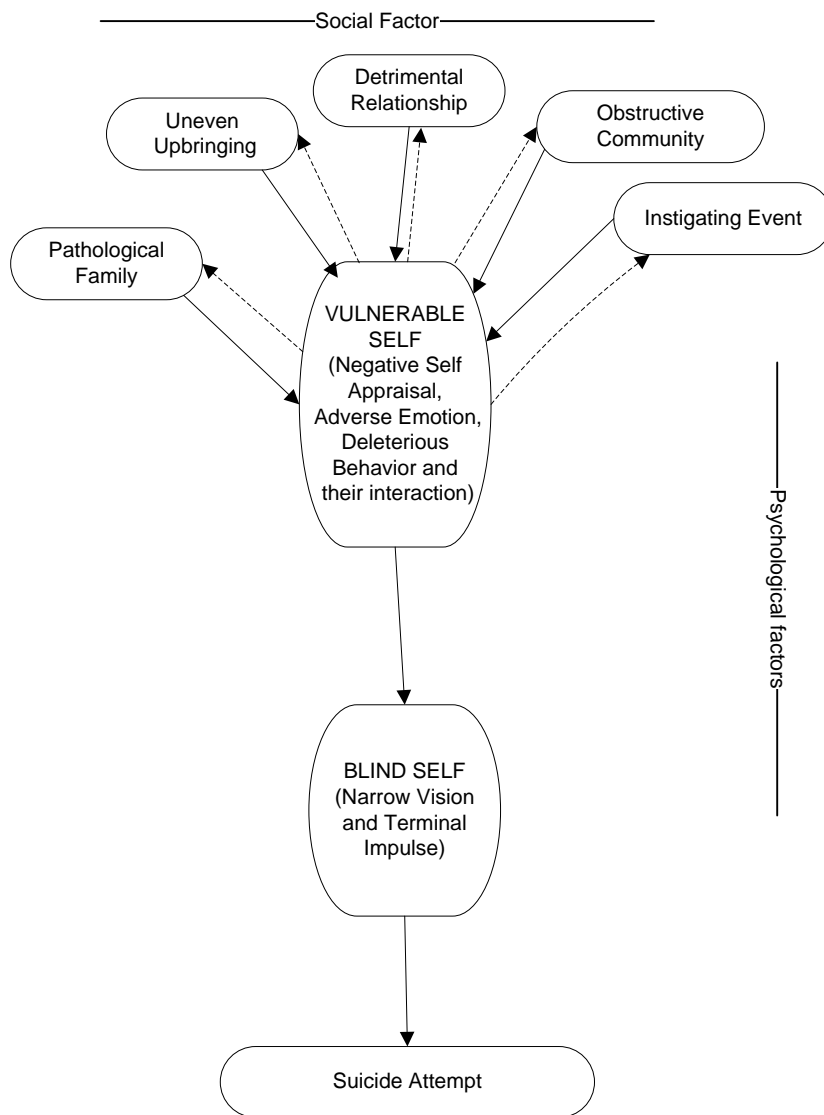 Social Factor
Detrimental
Relationship
Uneven
Upbringing
Obstructive
Community
Instigating Event
Pathological
Family
VULNERABLE
SELF
(Negative Self
Appraisal,
Adverse Emotion,
Deleterious
Behavior and
their interaction)
Psychological factors
BLIND SELF
(Narrow Vision
and Terminal
Impulse)
Suicide Attempt